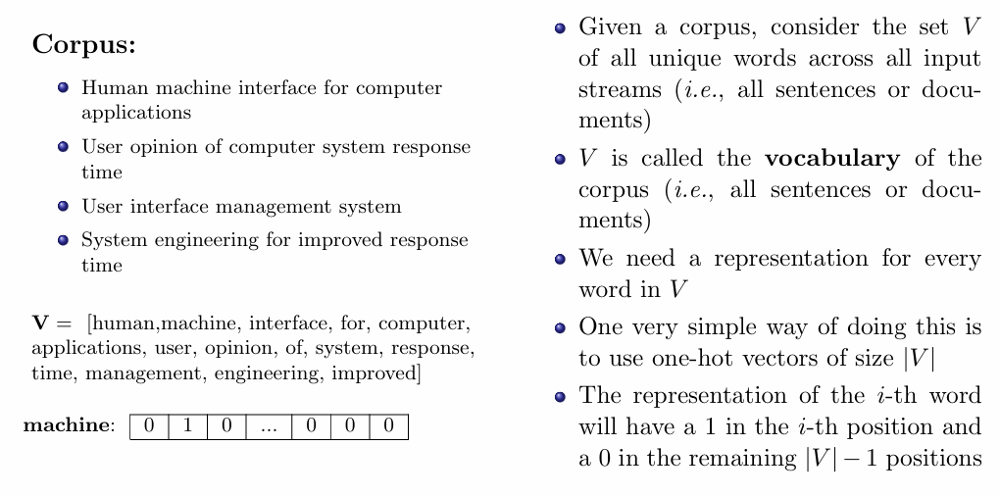 Corpus:
Human machine interface for computer
applications
User opinion of computer system response
time
User interface management system
System engineering for improved response
time
V = [human,machine, interface, for, computer,
applications, user, opinion, of, system, response,
time, management, engineering, improved]
machine: 0 1 0 ... 0 0 0
Given a corpus, consider the set V
of all unique words across all input
streams (i.e., all sentences or docu-
ments)
V is called the vocabulary of the
corpus (i.e., all sentences or docu-
ments)
We need a representation for every
word in V
One very simple way of doing this is
to use one-hot vectors of size |V|
The representation of the i-th word
will have a 1 in the i-th position and
a 0 in the remaining |V| − 1 positions